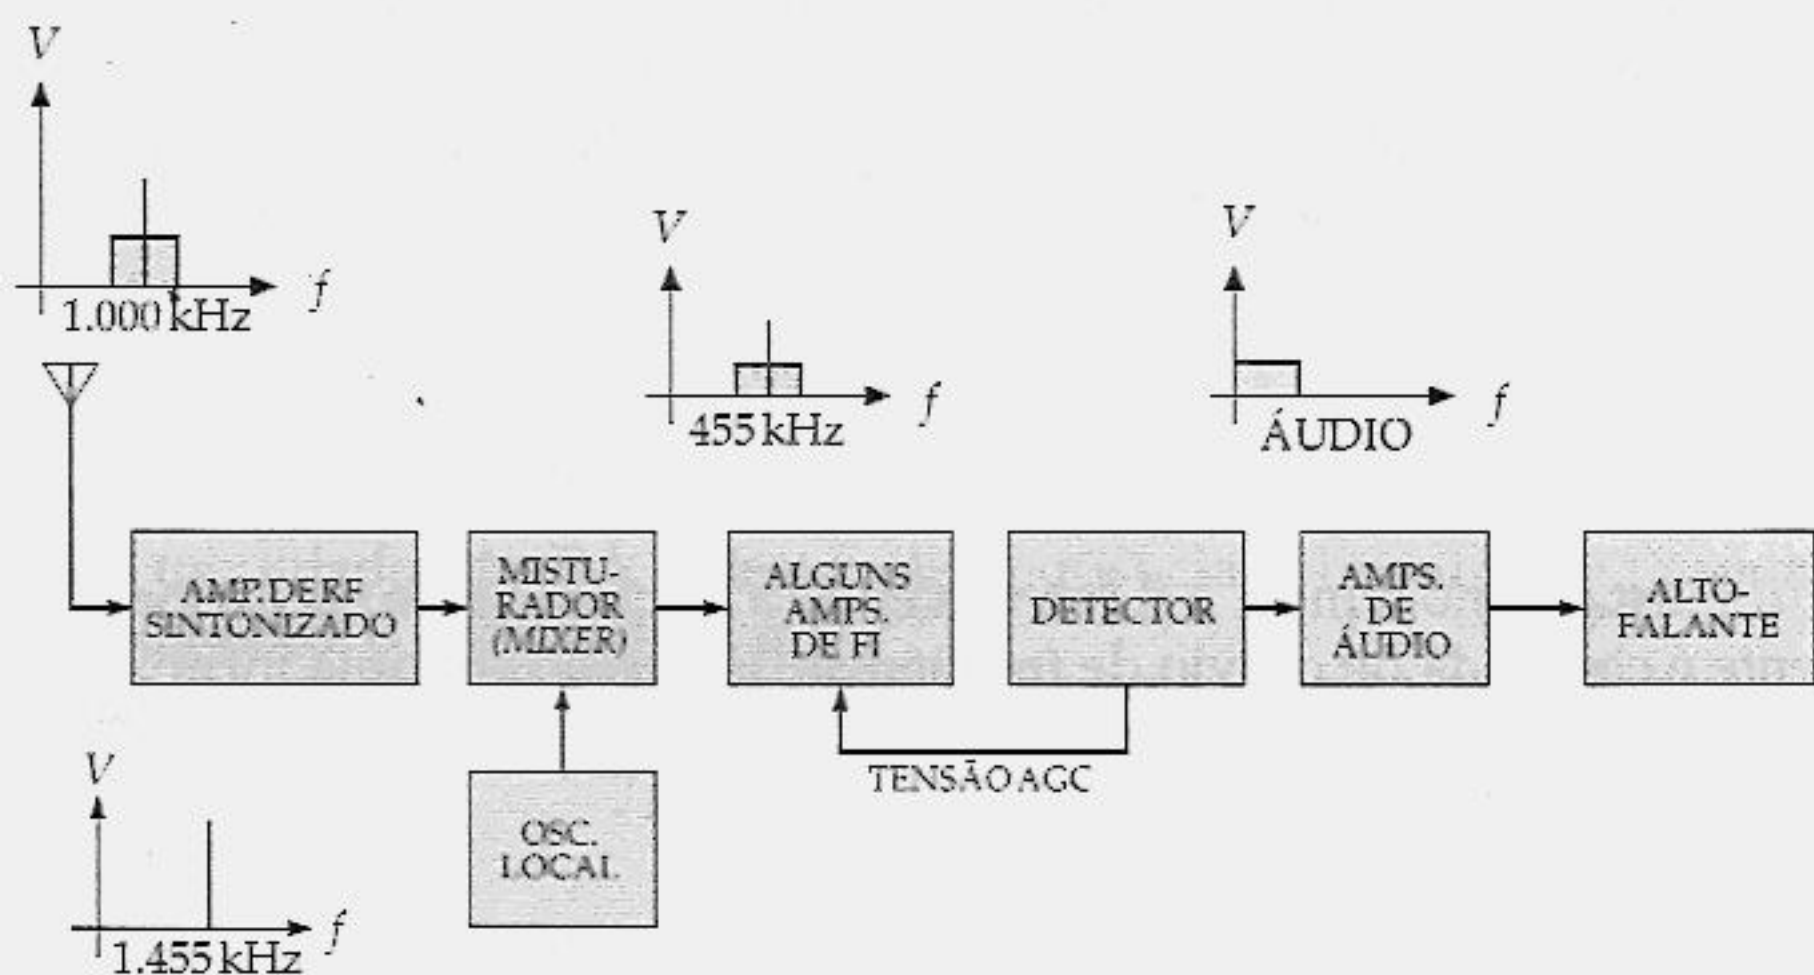 V
f
1.000 kHz
V
f
455 kHz
V
f
ÁUDIO
AMP. DE RF
SINTONIZADO
MISTU-
RADOR
(MIXER)
ALGUNS
AMPS.
DE FI
DETECTOR
AMPS.
DE
ÁUDIO
ALTO-
FALANTE
TENSÃO AGC
OSC.
LOCAL
V
f
1.455 kHz